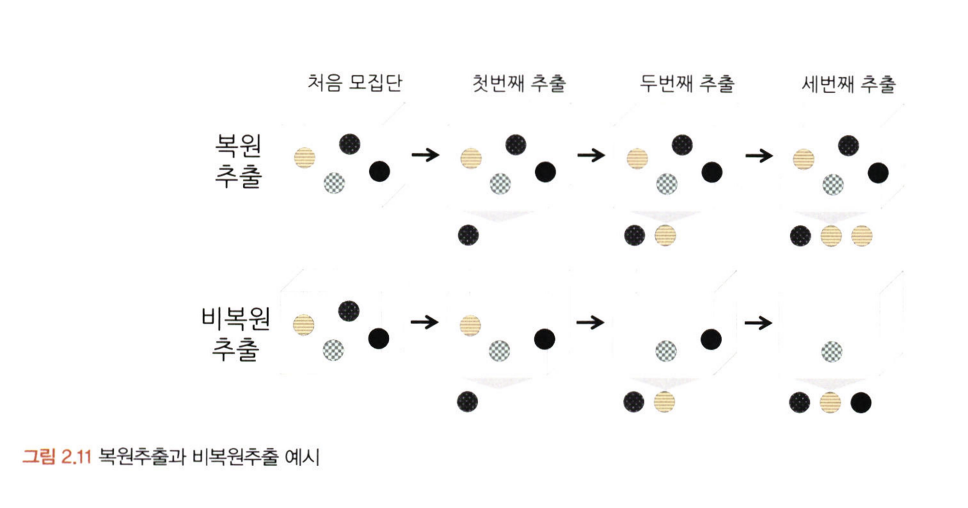 처음 모집단
첫번째 추출
두번째 추출
세번째 추출
복원
추출
비복원
추출
그림 2.11 복원추출과 비복원추출 예시